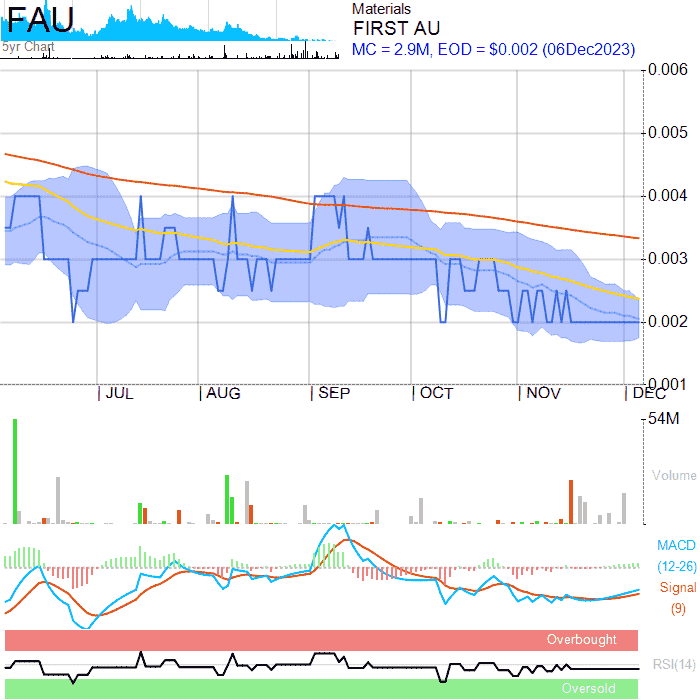 FAU
5yr Chart
Materials
FIRST AU
MC = 2.9M, EOD = $0.002 (06Dec2023)
0.006
0.005
0.004
0.003
0.002
0.001
JUL AUG SEP OCT NOV DEC
54M
Volume
MACD
(12-26)
Signal
(9)
Overbought
RSI(14)
Oversold